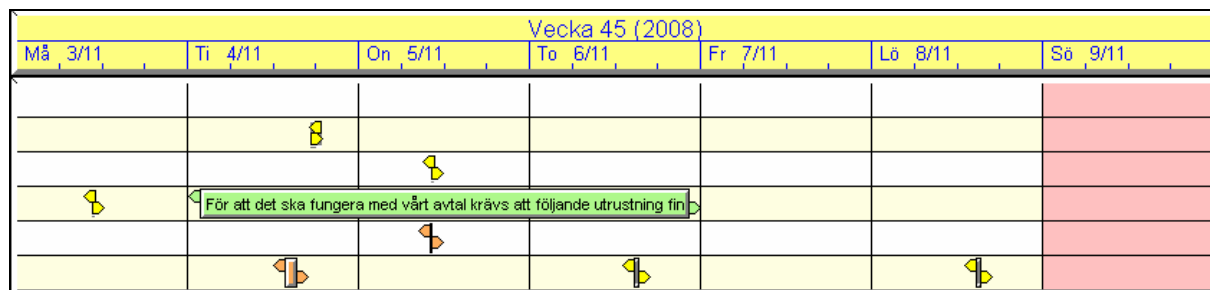 Vecka 45 (2008)
Må 3/11 Ti 4/11 On 5/11 To 6/11 Fr 7/11 Lö 8/11 Sö 9/11
För att det ska fungera med vårt avtal krävs att följande utrustning fin